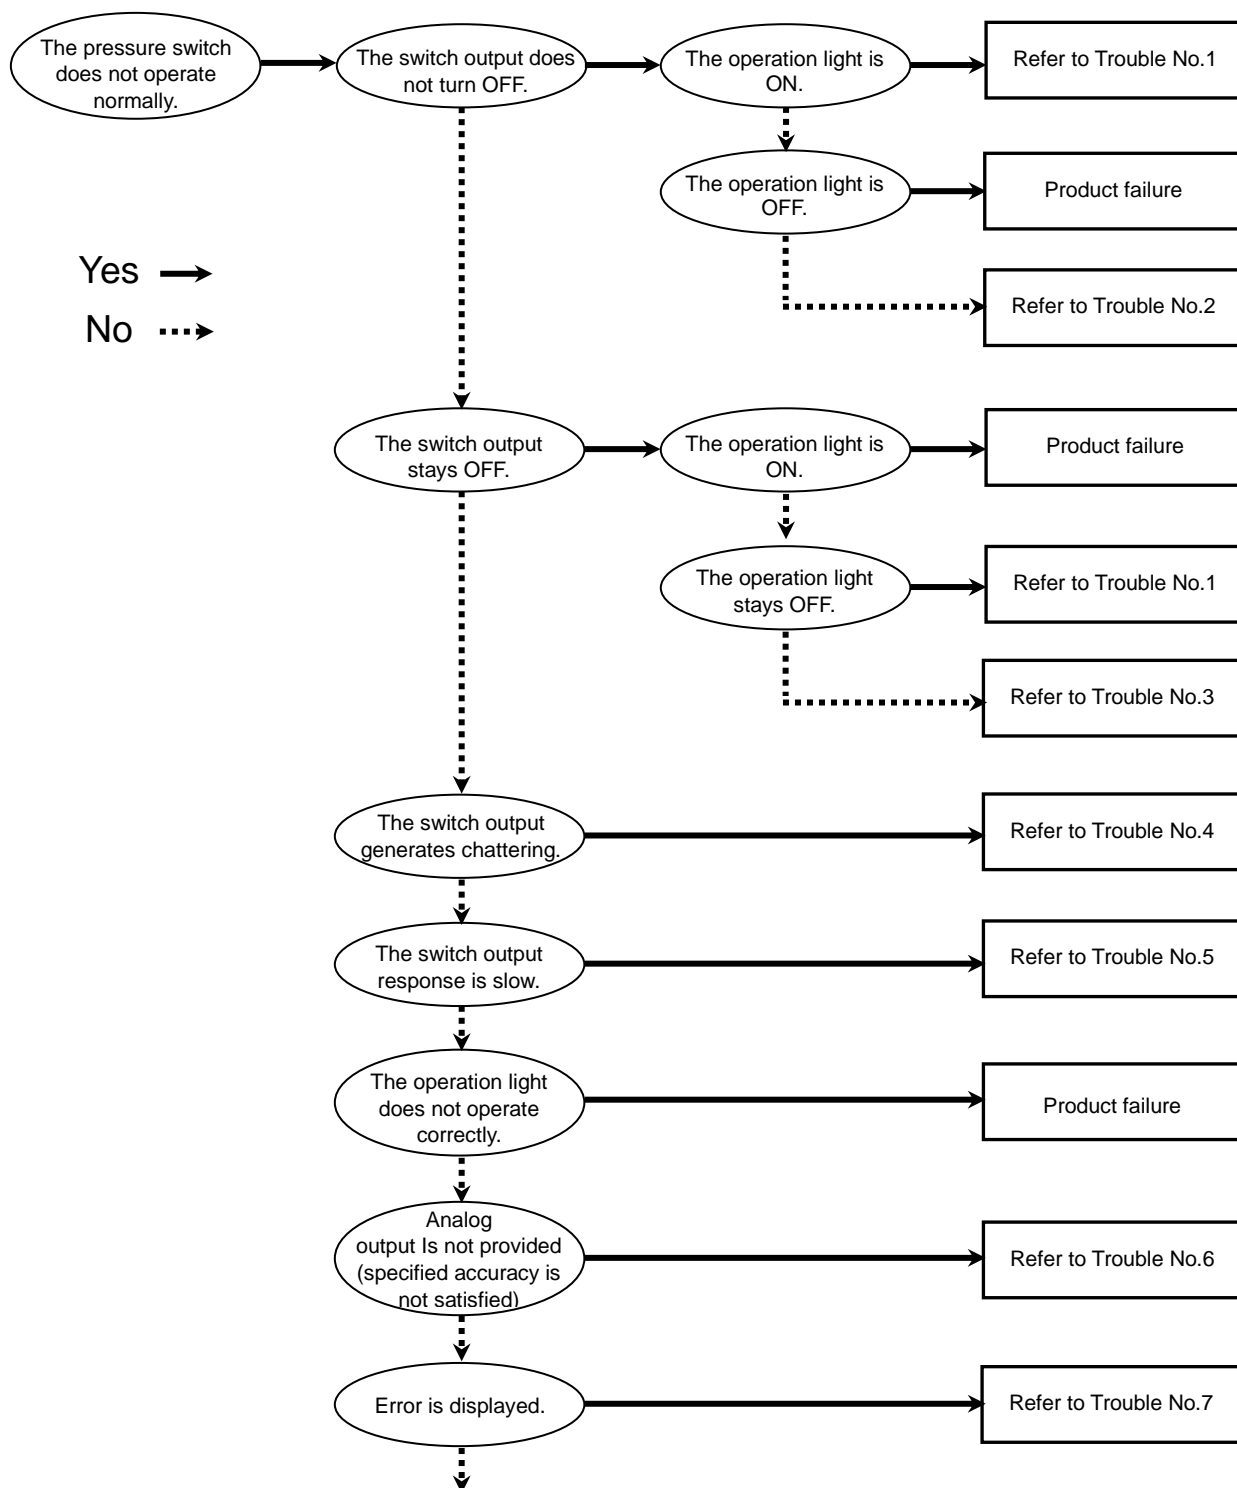 The pressure switch
does not operate
normally.
The switch output does
not turn OFF.
The operation light is
ON.
Refer to Trouble No.1
The operation light is
OFF.
Product failure
Refer to Trouble No.2
Yes
No
The switch output
stays OFF.
The operation light is
ON.
Product failure
The operation light
stays OFF.
Refer to Trouble No.1
Refer to Trouble No.3
The switch output
generates chattering.
Refer to Trouble No.4
The switch output
response is slow.
Refer to Trouble No.5
The operation light
does not operate
correctly.
Product failure
Analog
output Is not provided
(specified accuracy is
not satisfied)
Refer to Trouble No.6
Error is displayed.
Refer to Trouble No.7